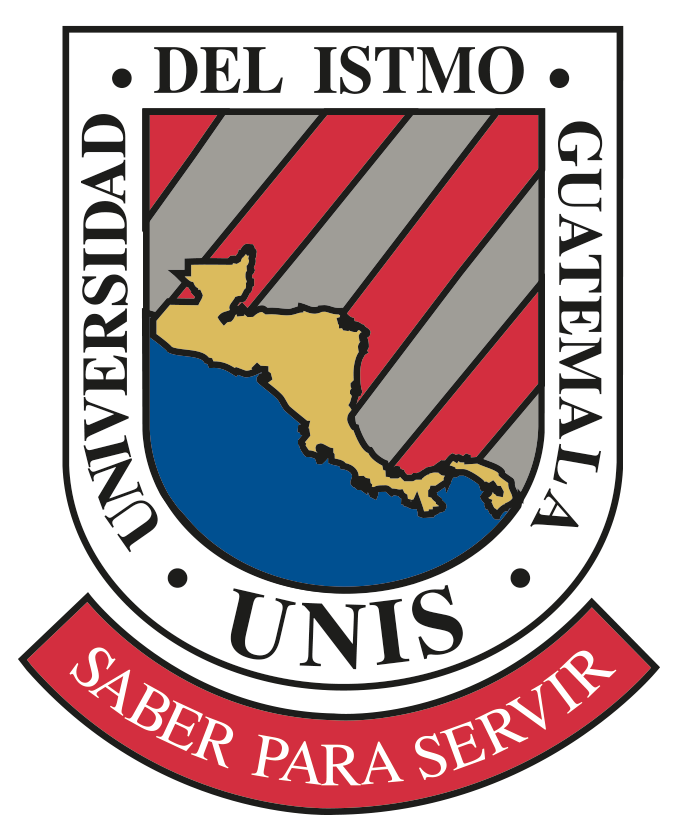 UNIVERSIDAD
• DEL ISTMO •
GUATEMALA
• UNIS •
SABER PARA SERVIR